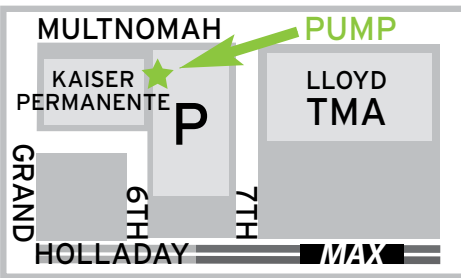 MULTNOMAH
PUMP
KAISER
PERMANENTE
P
LLOYD
TMA
GRAND
6TH
7TH
HOLLADAY
MAX